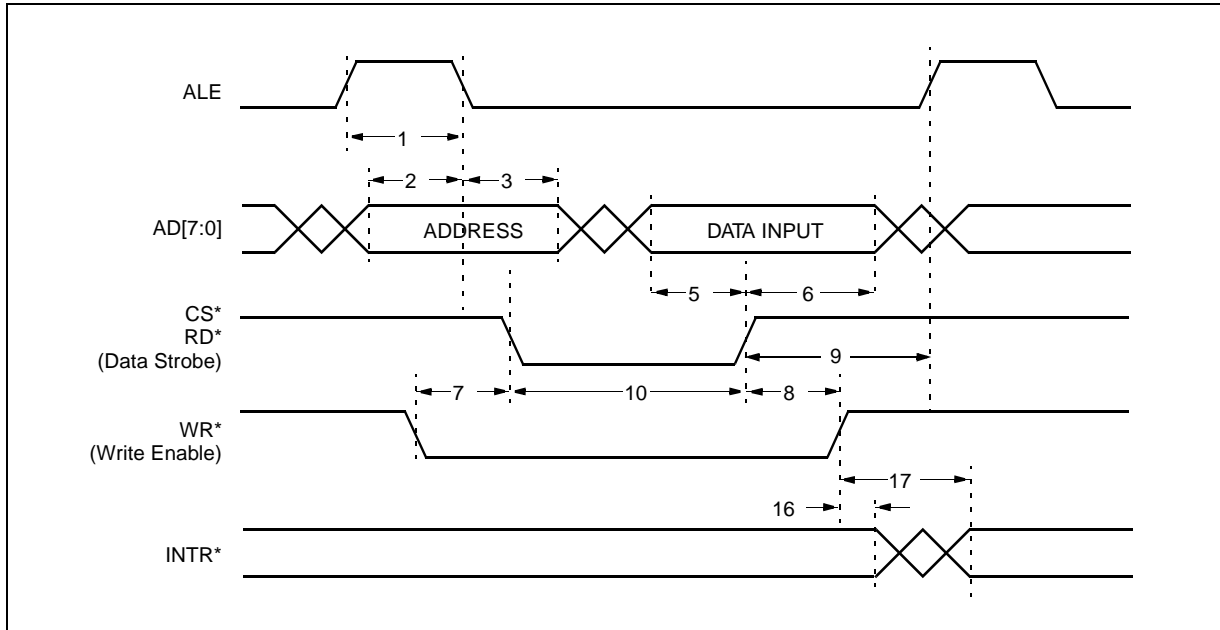 ALE
1
2
3
AD[7:0]
ADDRESS
DATA INPUT
5
6
CS*
RD*
(Data Strobe)
9
7
10
8
WR*
(Write Enable)
17
16
INTR*